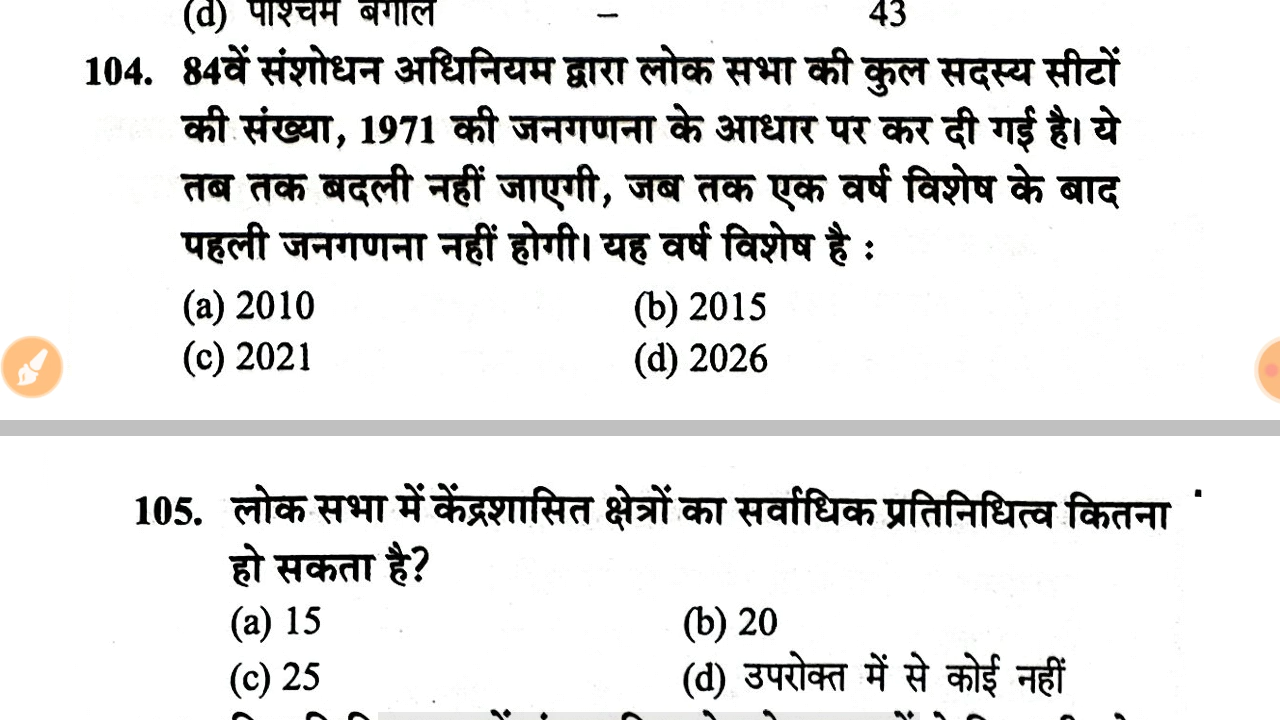 (d) पश्चिम बंगाल – 43
104. 84वें संशोधन अधिनियम द्वारा लोक सभा की कुल सदस्य सीटों
की संख्या, 1971 की जनगणना के आधार पर कर दी गई है। ये
तब तक बदली नहीं जाएगी, जब तक एक वर्ष विशेष के बाद
पहली जनगणना नहीं होगी। यह वर्ष विशेष है :
(a) 2010 (b) 2015
(c) 2021 (d) 2026
105. लोक सभा में केंद्रशासित क्षेत्रों का सर्वाधिक प्रतिनिधित्व कितना
हो सकता है?
(a) 15 (b) 20
(c) 25 (d) उपरोक्त में से कोई नहीं